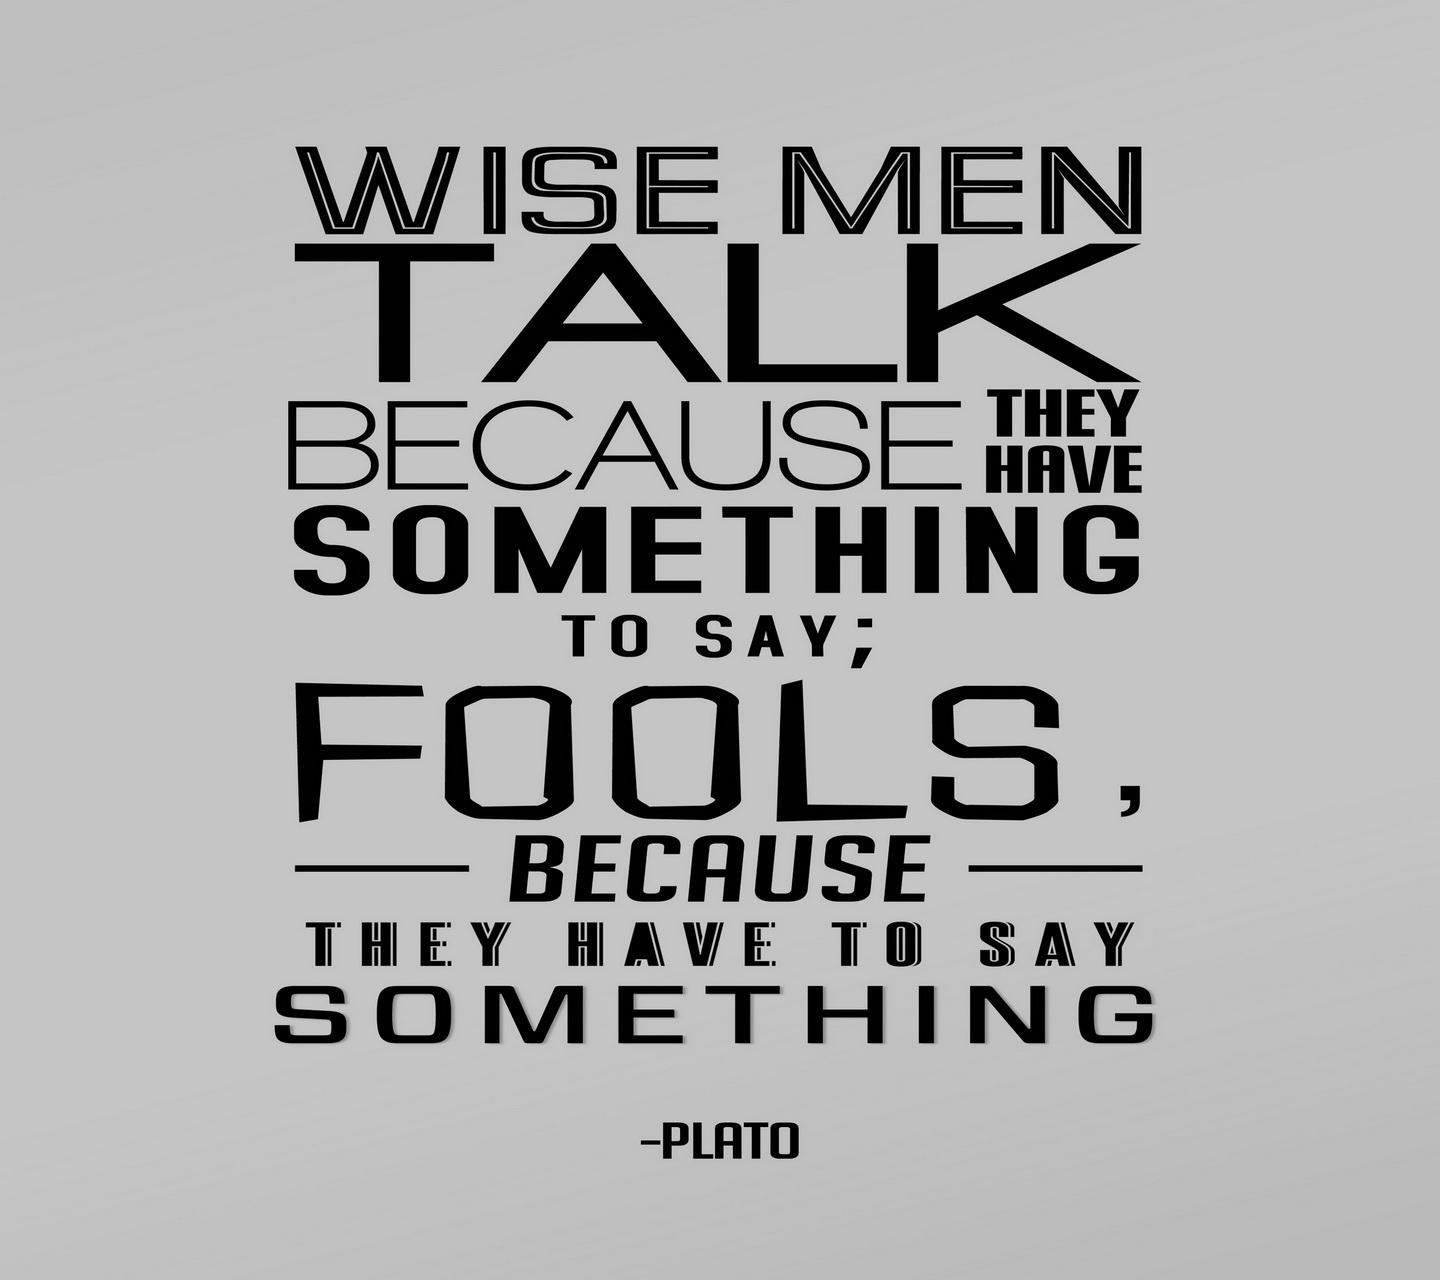 WISE MEN
TALK
BECAUSE THEY HAVE
SOMETHING
TO SAY;
FOOLS,
BECAUSE
THEY HAVE TO SAY
SOMETHING
-PLATO